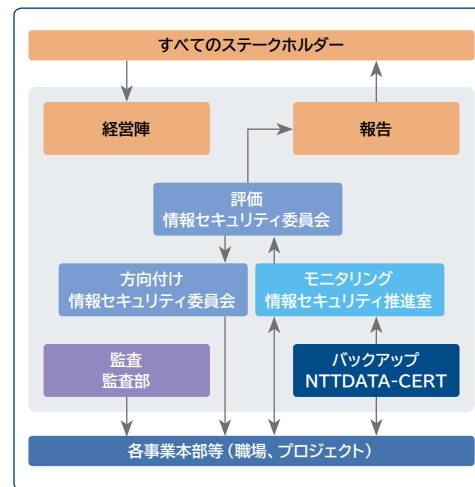 すべてのステークホルダー
経営陣
報告
評価
情報セキュリティ委員会
方向付け
情報セキュリティ委員会
モニタリング
情報セキュリティ推進室
監査
監査部
バックアップ
NTTDATA-CERT
各事業本部等（職場、プロジェクト）